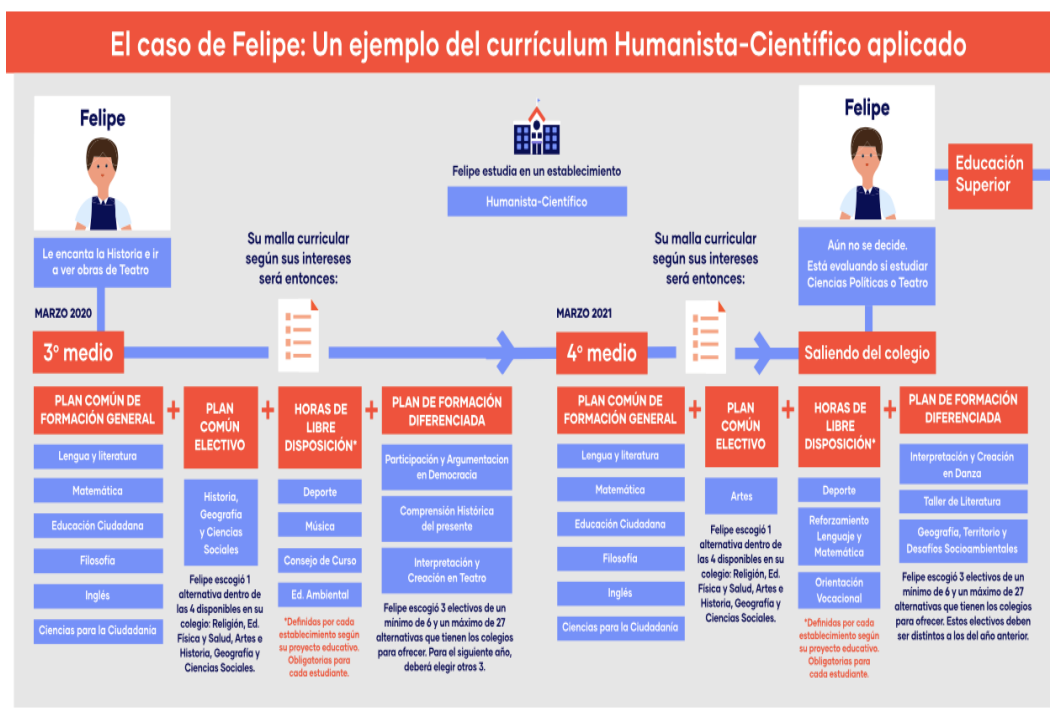 El caso de Felipe: Un ejemplo del currículum Humanista-Científico aplicado
Felipe
Le encanta la Historia e ir
a ver obras de Teatro
MARZO 2020
3° medio
Su malla curricular
según sus intereses
será entonces:
Felipe estudia en un establecimiento
Humanista-Científico
MARZO 2021
4° medio
Su malla curricular
según sus intereses
será entonces:
Felipe
Aún no se decide.
Está evaluando si estudiar
Ciencias Políticas o Teatro
Saliendo del colegio
Educación
Superior
PLAN COMÚN DE
FORMACIÓN GENERAL
Lengua y literatura
Matemática
Educación Ciudadana
Filosofía
Inglés
Ciencias para la Ciudadanía
+
PLAN
COMÚN
ELECTIVO
Historia,
Geografía
y Ciencias
Sociales
Felipe escogió 1
alternativa dentro de
las 4 disponibles en su
colegio: Religión, Ed.
Física y Salud, Artes e
Historia, Geografía y
Ciencias Sociales.
+
HORAS DE
LIBRE
DISPOSICIÓN*
Deporte
Música
Consejo de Curso
Ed. Ambiental
*Definidos por cada
establecimiento según
su proyecto educativo.
Obligatorias para
cada estudiante.
+
PLAN DE FORMACIÓN
DIFERENCIADA
Participación y Argumentacion
en Democracia
Comprensión Histórica
del presente
Interpretación y
Creación en Teatro
Felipe escogió 3 electivos de un
mínimo de 6 y un máximo de 27
alternativas que tienen los colegios
para ofrecer. Para el siguiente año,
deberá elegir otros 3.
PLAN COMÚN DE
FORMACIÓN GENERAL
Lengua y literatura
Matemática
Educación Ciudadana
Filosofía
Inglés
Ciencias para la Ciudadanía
+
PLAN
COMÚN
ELECTIVO
Artes
Felipe escogió 1
alternativa dentro de
las 4 disponibles en su
colegio: Religión, Ed.
Física y Salud, Artes e
Historia, Geografía y
Ciencias Sociales.
+
HORAS DE
LIBRE
DISPOSICIÓN*
Deporte
Reforzamiento
Lenguaje y
Matemática
Orientación
Vocacional
*Definidos por cada
establecimiento según
su proyecto educativo.
Obligatorias para
cada estudiante.
+
PLAN DE FORMACIÓN
DIFERENCIADA
Interpretación y Creación
en Danza
Taller de Literatura
Geografía, Territorio y
Desafíos Socioambientales
Felipe escogió 3 electivos de un
mínimo de 6 y un máximo de 27
alternativas que tienen los colegios
para ofrecer. Estos electivos deben
ser distintos a los del año anterior.